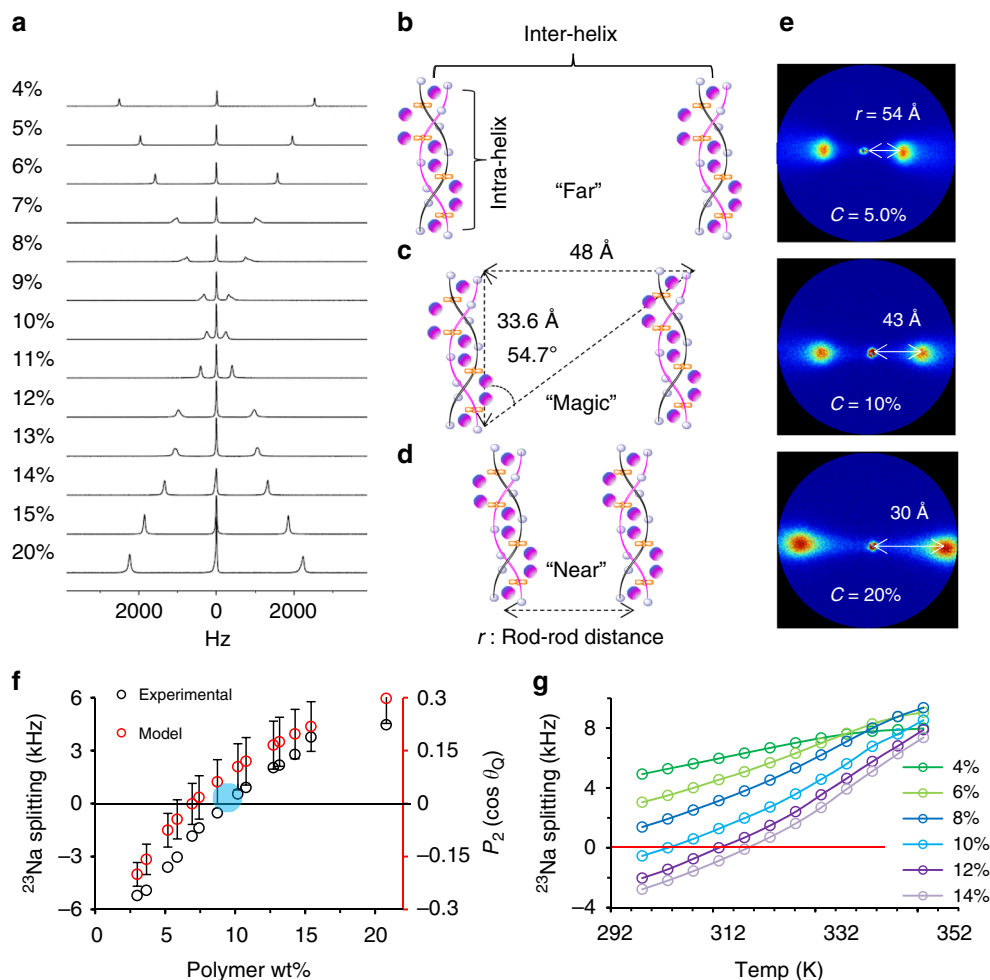 a
4%
5%
6%
7%
8%
9%
10%
11%
12%
13%
14%
15%
20%
2000 0 2000
Hz
b
Inter-helix
Intra-helix
“Far”
c
48 Å
33.6 Å
54.7°
“Magic”
d
“Near”
r : Rod-rod distance
e
r = 54 Å
C = 5.0%
43 Å
C = 10%
30 Å
C = 20%
f
Experimental
Model
6
3
0
–3
–6
²³Na splitting (kHz)
0.3
0.15
0
–0.15
–0.3
P₂ (cos θQ)
0 5 10 15 20
Polymer wt%
g
8
4
0
–4
²³Na splitting (kHz)
4%
6%
8%
10%
12%
14%
292 312 332 352
Temp (K)